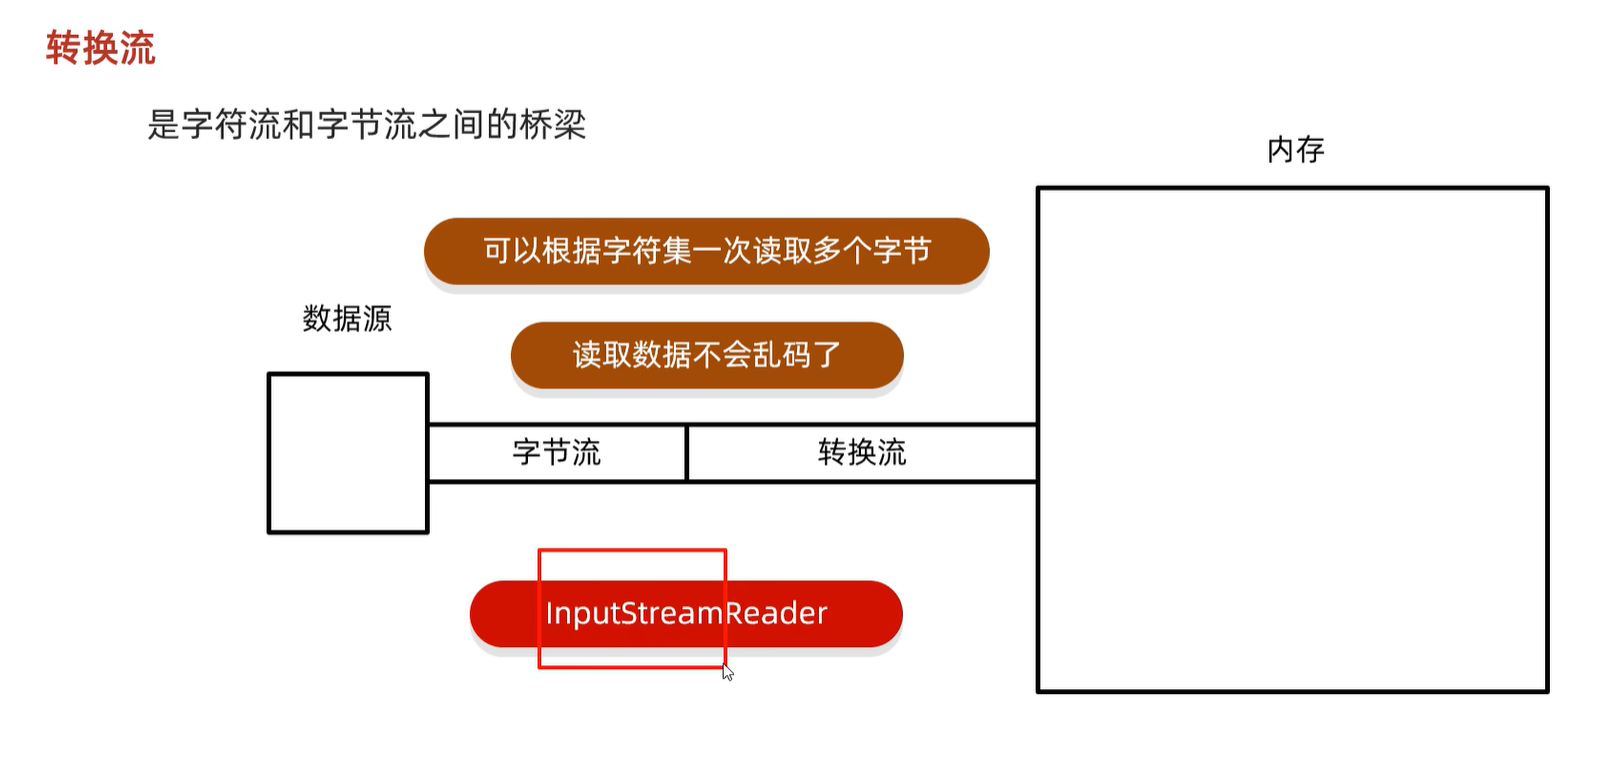 转换流
是字符流和字节流之间的桥梁
内存
可以根据字符集一次读取多个字节
数据源
读取数据不会乱码了
字节流
转换流
InputStreamReader